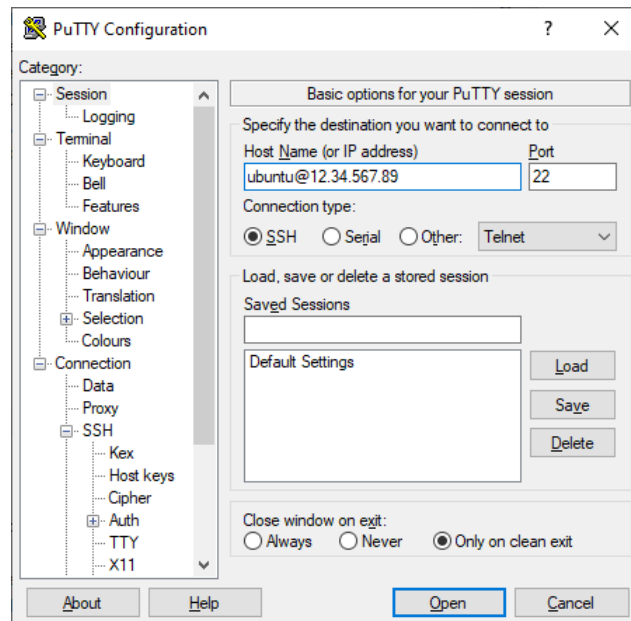 PuTTY Configuration
?
Category:
Session
Logging
Terminal
Keyboard
Bell
Features
Window
Appearance
Behaviour
Translation
Selection
Colours
Connection
Data
Proxy
SSH
Kex
Host keys
Cipher
Auth
TTY
X11
Basic options for your PuTTY session
Specify the destination you want to connect to
Host Name (or IP address) Port
ubuntu@12.34.567.89 22
Connection type:
SSH Serial Other: Telnet
Load, save or delete a stored session
Saved Sessions
Default Settings
Load
Save
Delete
Close window on exit:
Always Never Only on clean exit
About Help Open Cancel